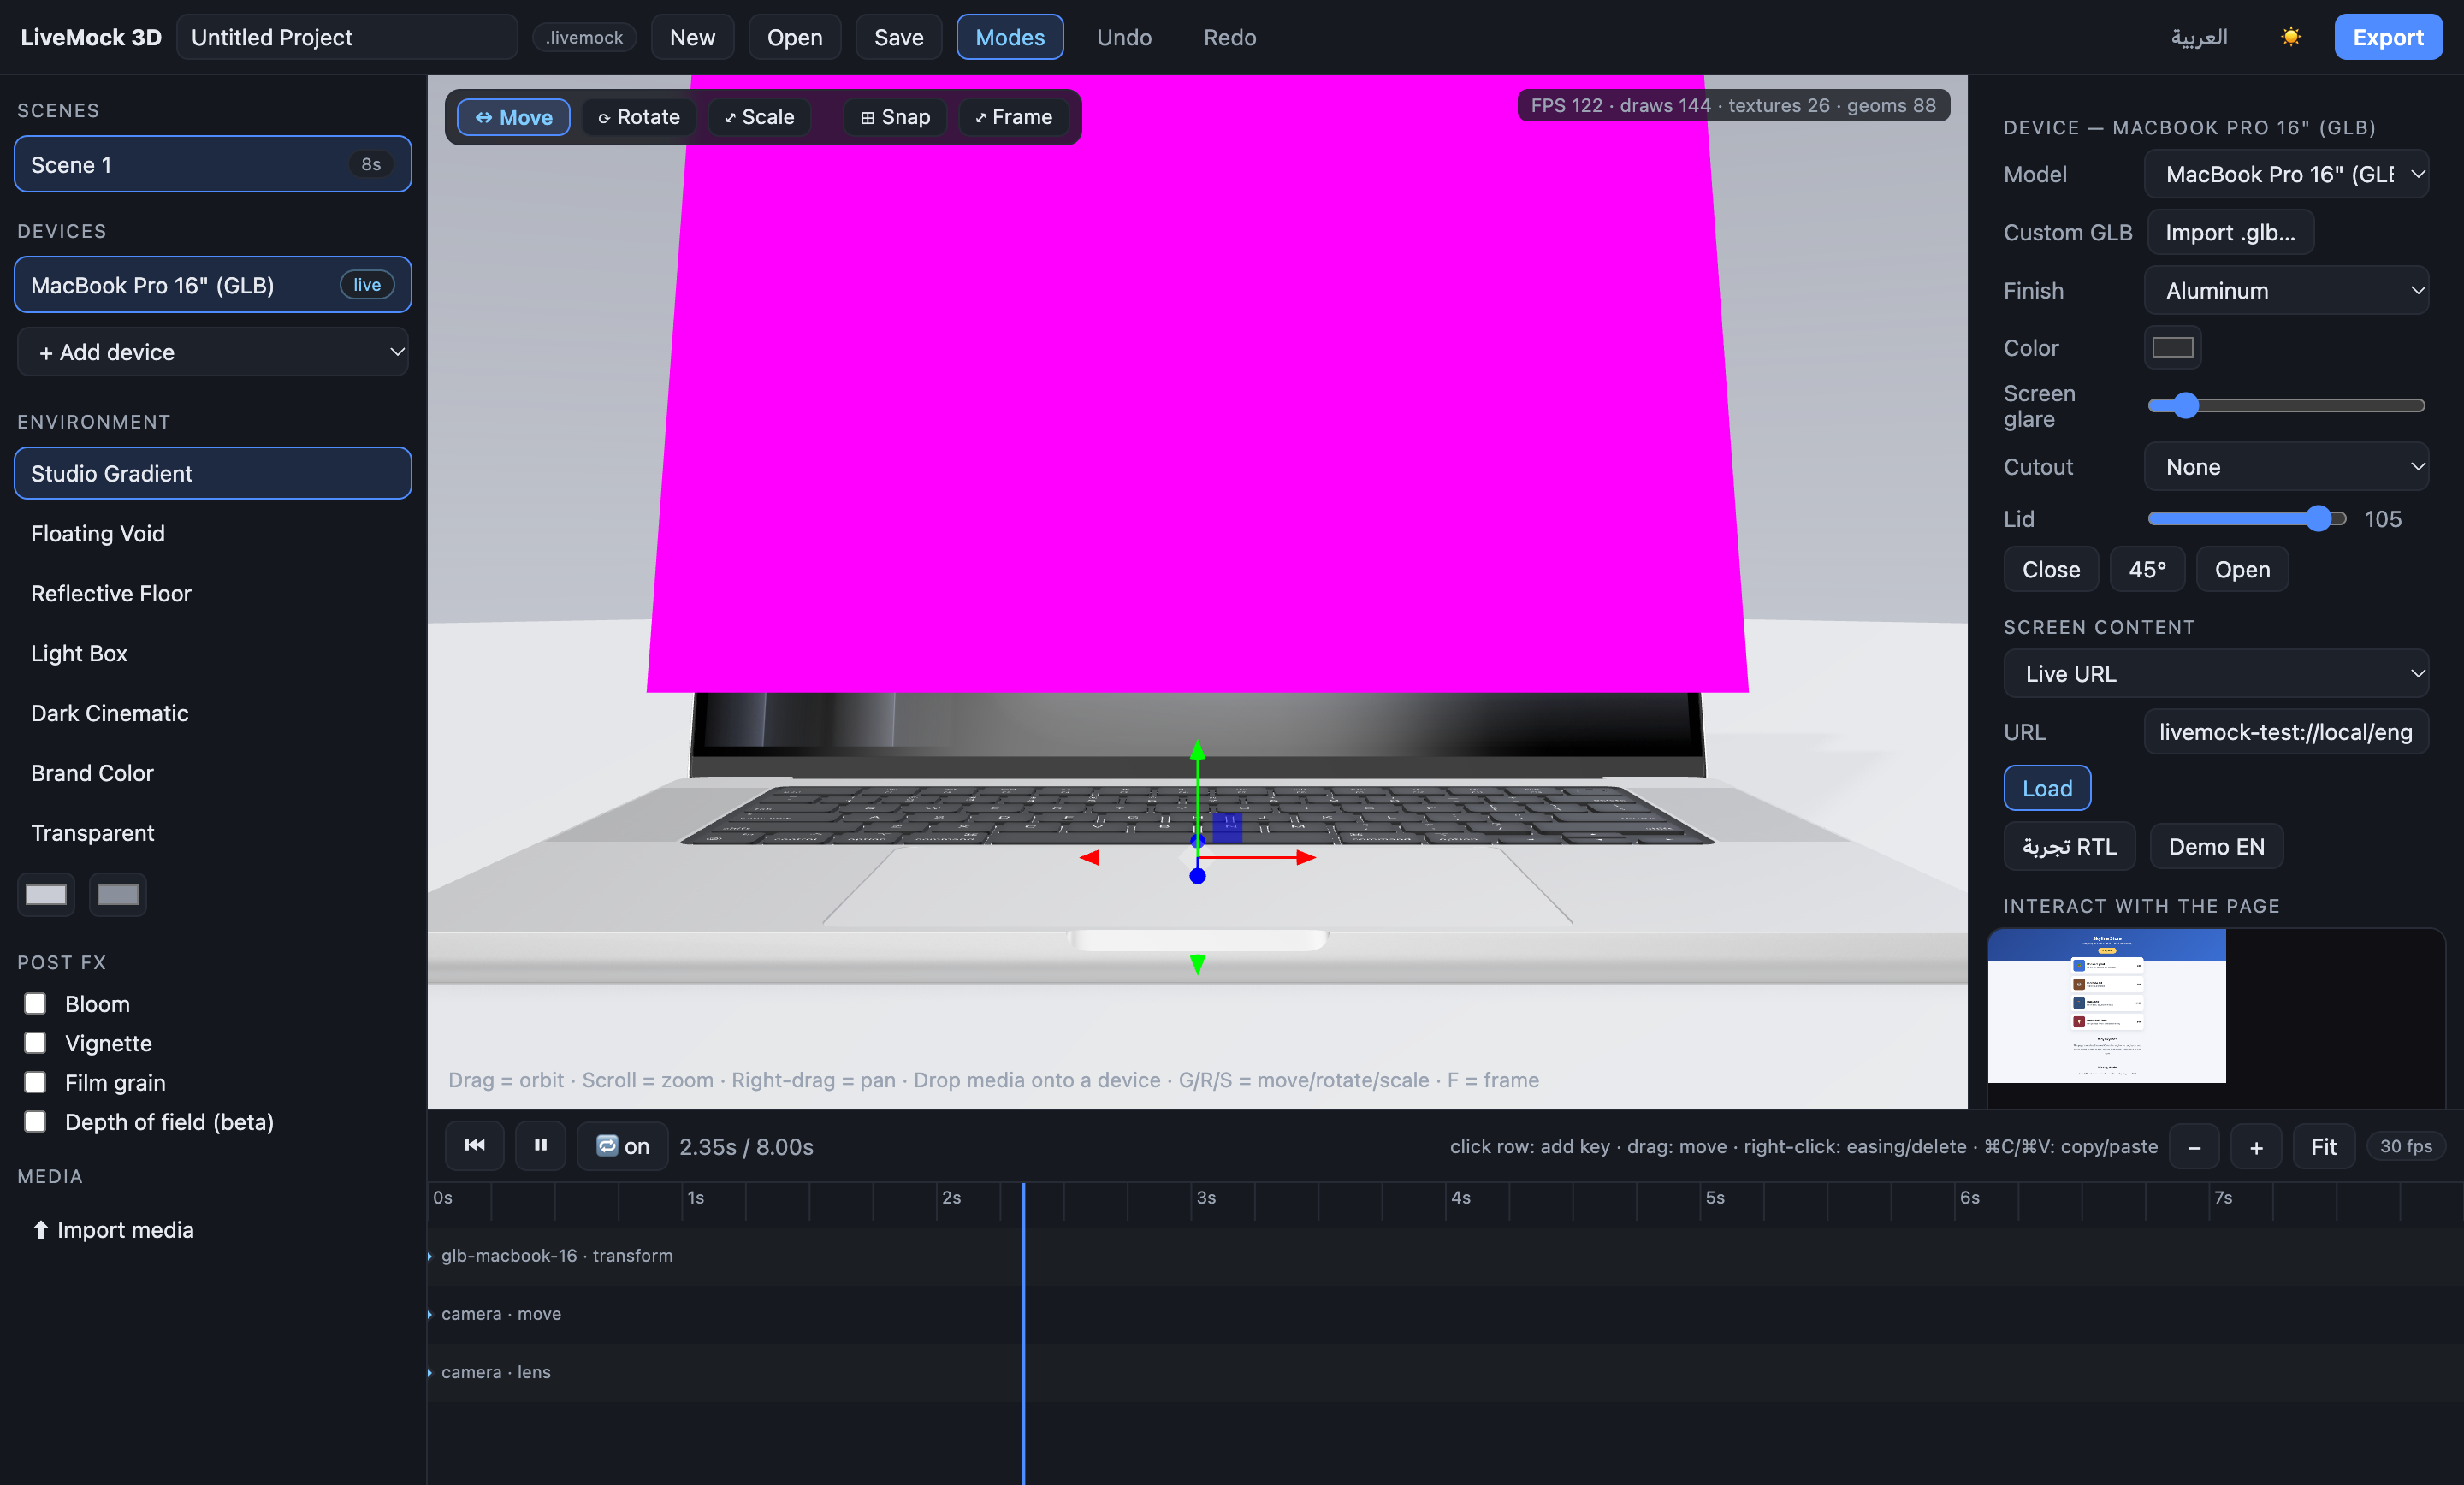 LiveMock 3D Untitled Project .livemock New Open Save Modes Undo Redo العربية Export
SCENES
Scene 1 8s
DEVICES
MacBook Pro 16" (GLB) live
+ Add device
ENVIRONMENT
Studio Gradient
Floating Void
Reflective Floor
Light Box
Dark Cinematic
Brand Color
Transparent
POST FX
Bloom
Vignette
Film grain
Depth of field (beta)
MEDIA
Import media
Move Rotate Scale Snap Frame
FPS 122 · draws 144 · textures 26 · geoms 88
Drag = orbit · Scroll = zoom · Right-drag = pan · Drop media onto a device · G/R/S = move/rotate/scale · F = frame
DEVICE — MACBOOK PRO 16" (GLB)
Model MacBook Pro 16" (GLB
Custom GLB Import .glb...
Finish Aluminum
Color
Screen
glare
Cutout None
Lid 105
Close 45° Open
SCREEN CONTENT
Live URL
URL livemock-test://local/eng
Load
تجربة RTL Demo EN
INTERACT WITH THE PAGE
Skyline Store
on 2.35s / 8.00s click row: add key · drag: move · right-click: easing/delete · ⌘C/⌘V: copy/paste − + Fit 30 fps
0s 1s 2s 3s 4s 5s 6s 7s
glb-macbook-16 · transform
camera · move
camera · lens